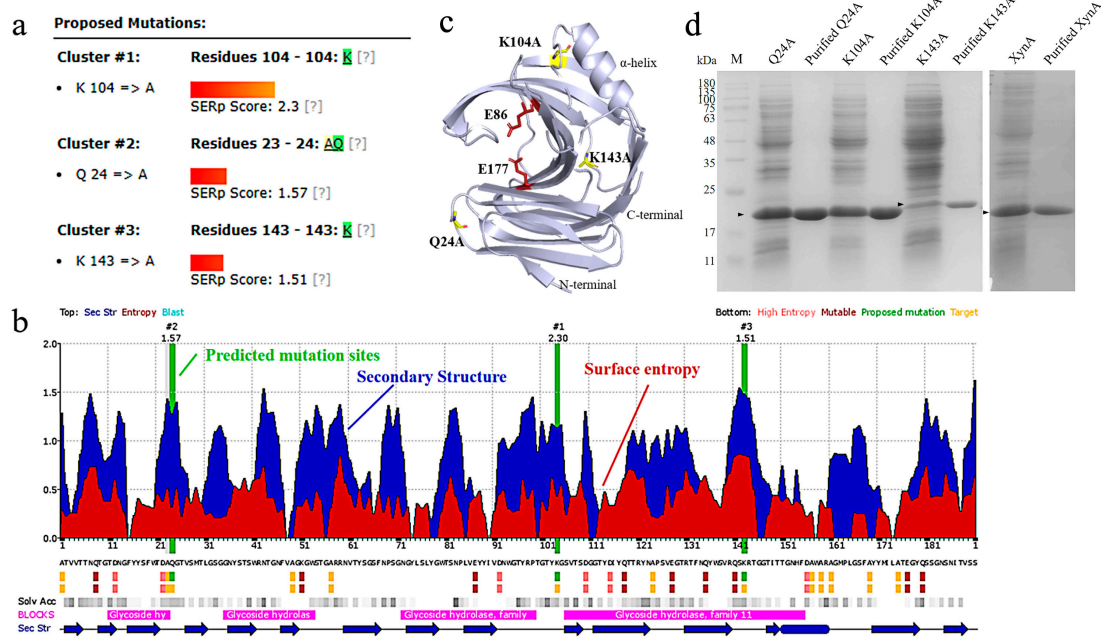 a
Proposed Mutations:
Cluster #1: Residues 104 - 104: K [?]
• K 104 => A
SERp Score: 2.3 [?]
Cluster #2: Residues 23 - 24: AQ [?]
• Q 24 => A
SERp Score: 1.57 [?]
Cluster #3: Residues 143 - 143: K [?]
• K 143 => A
SERp Score: 1.51 [?]
c
K104A
α-helix
E86
K143A
E177
C-terminal
Q24A
N-terminal
d
kDa M Q24A Purified Q24A K104A Purified K104A K143A Purified K143A XynA Purified XynA
180
135
100
75
63
48
35
25
17
11
b
Top: Sec Str Entropy Blast
Bottom: High Entropy Mutable Proposed mutation Target
#2 #1 #3
1.57 2.30 1.51
2.0
Predicted mutation sites
Secondary Structure
Surface entropy
1.5
1.0
0.5
0.0
1 11 21 31 41 51 61 71 81 91 101 111 121 131 141 151 161 171 181 1
Solv Acc
BLOCKS Glycoside hy Glycoside hydrolas Glycoside hydrolase, family Glycoside hydrolase, family 11
Sec Str